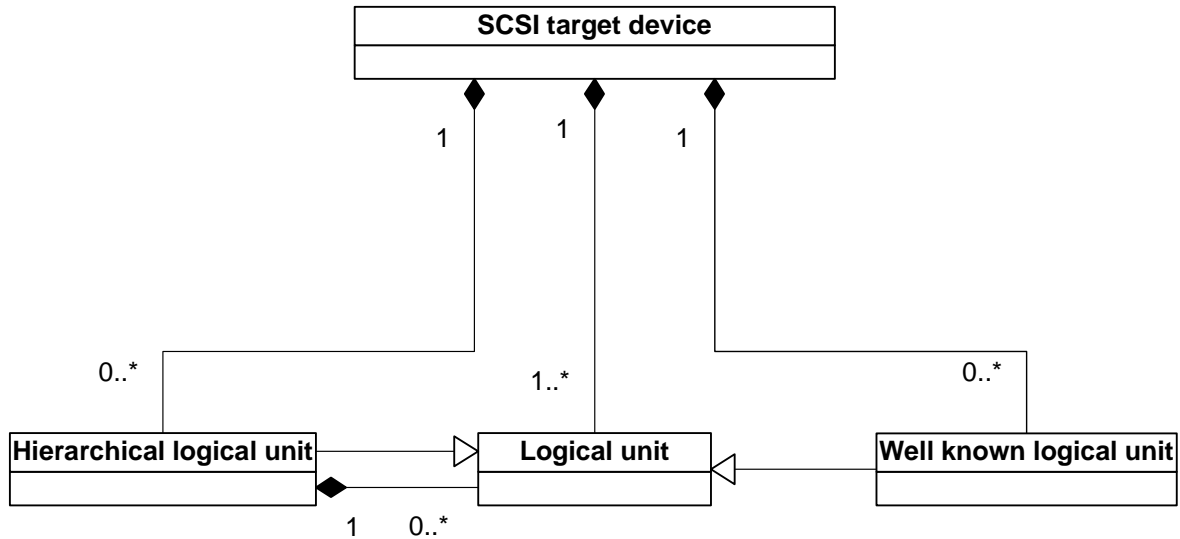 SCSI target device
1
1
1
0..*
1..*
0..*
Hierarchical logical unit
Logical unit
Well known logical unit
1
0..*